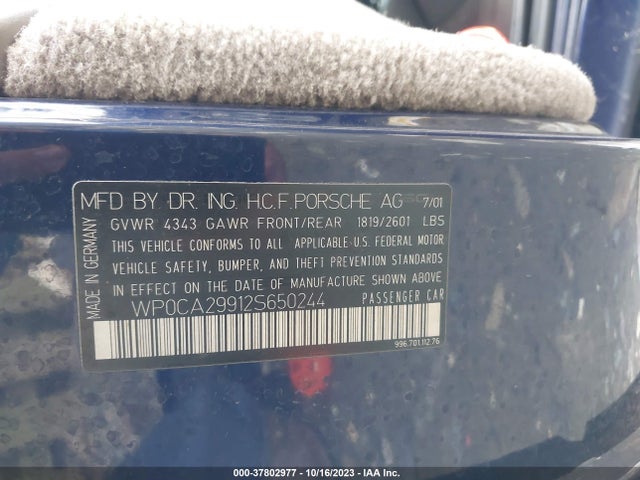 MFD BY DR. ING. H.C.F. PORSCHE AG 7/01
GVWR 4343 GAWR FRONT/REAR 1819/2601 LBS
THIS VEHICLE CONFORMS TO ALL APPLICABLE U.S. FEDERAL MOTOR
VEHICLE SAFETY, BUMPER, AND THEFT PREVENTION STANDARDS
IN EFFECT ON THE DATE OF MANUFACTURE SHOWN ABOVE
WP0CA29912S650244 PASSENGER CAR
MADE IN GERMANY
996.701.112.76
000-37802977 - 10/16/2023 - IAA Inc.